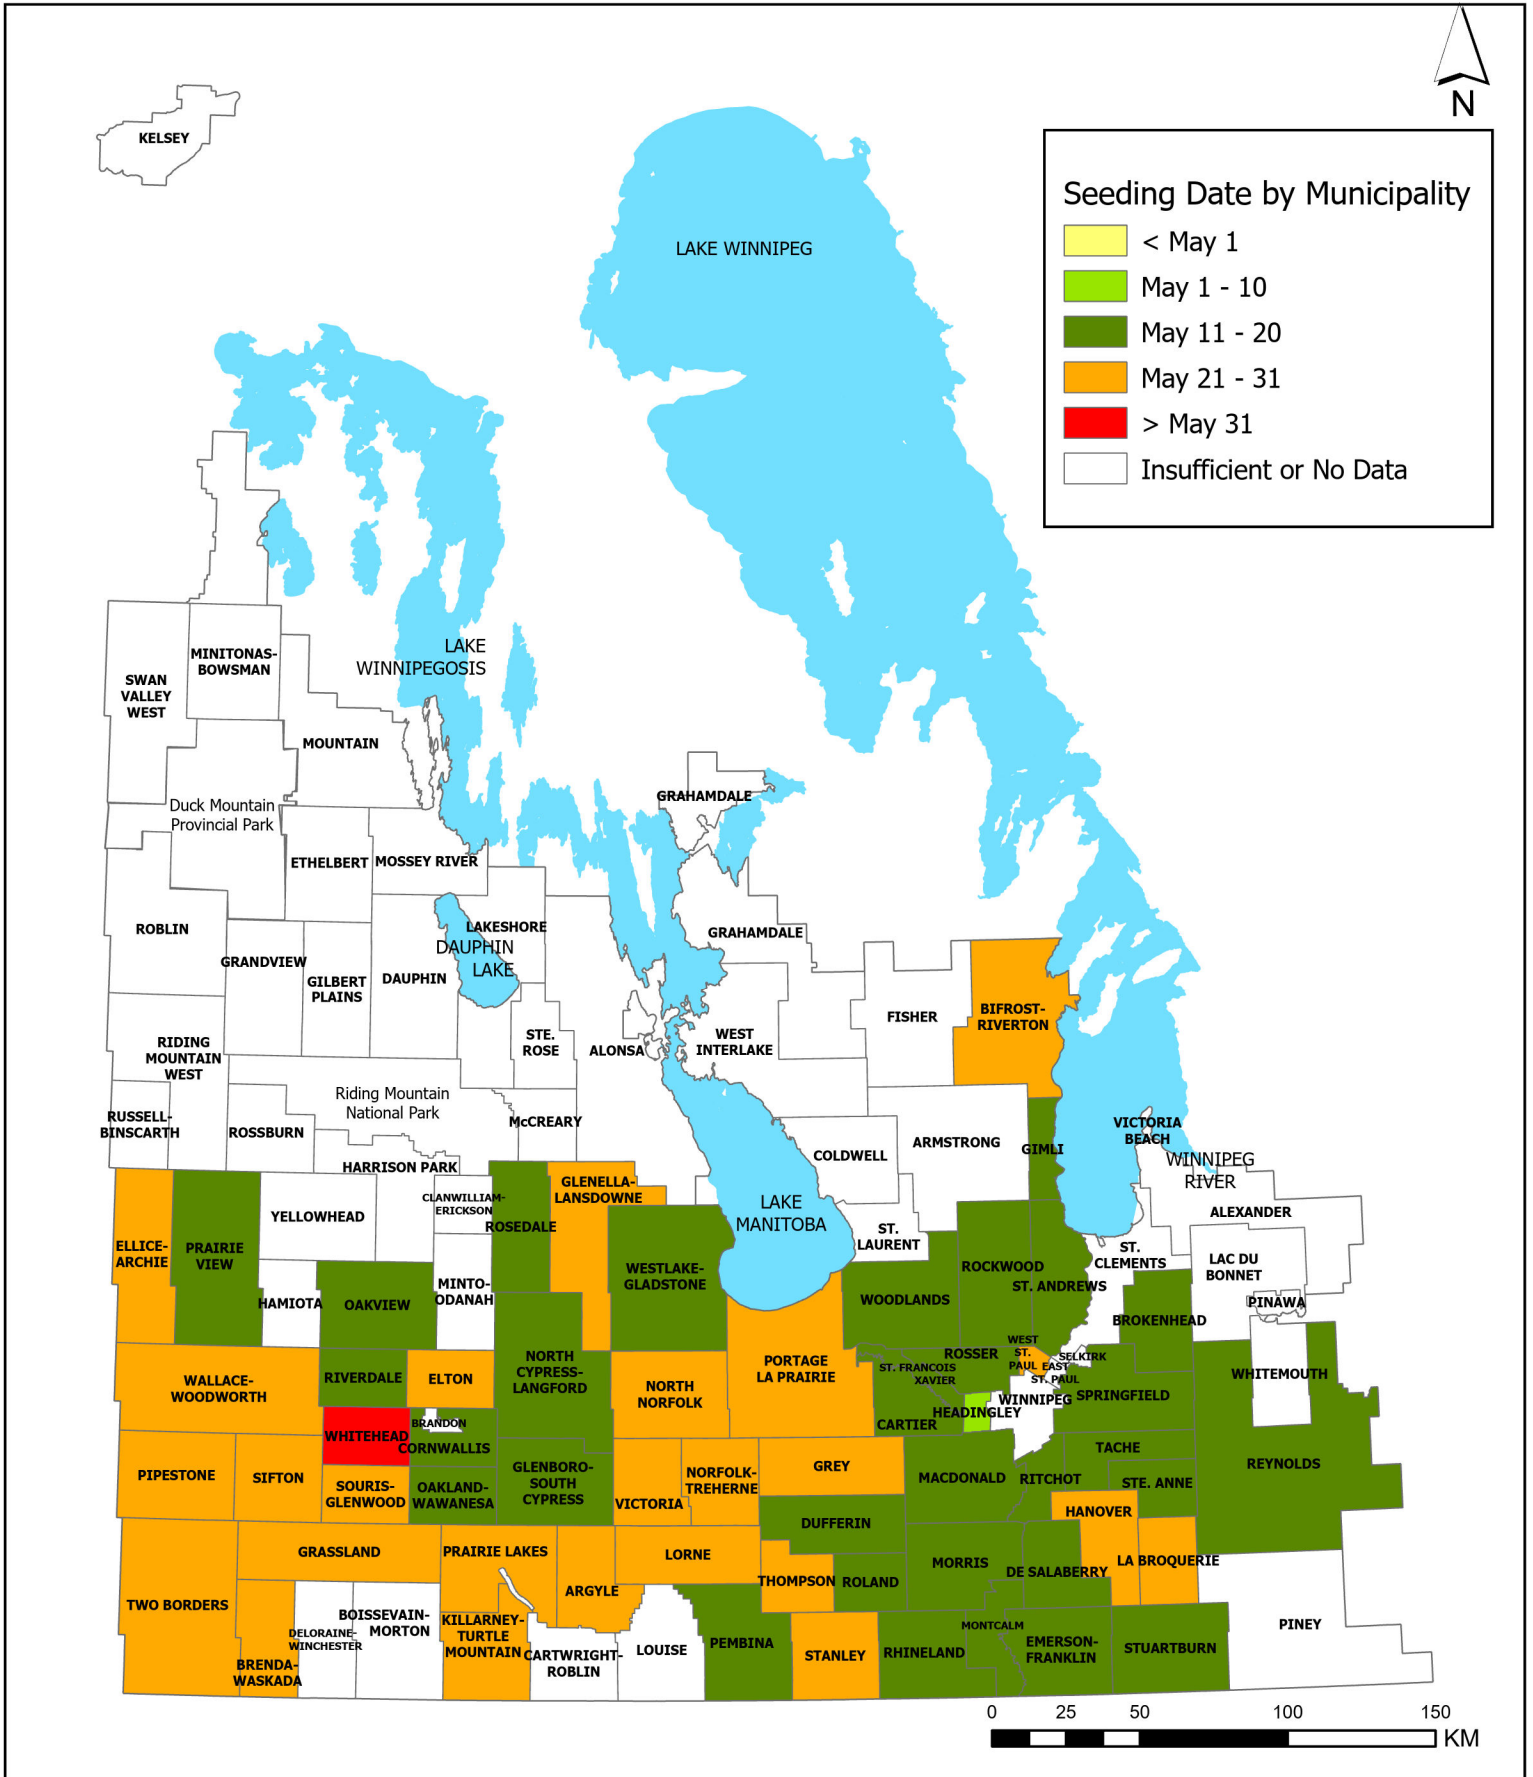 N
KELSEY
Seeding Date by Municipality
< May 1
May 1 - 10
May 11 - 20
May 21 - 31
> May 31
Insufficient or No Data
LAKE WINNIPEG
LAKE
WINNIPEGOSIS
MINITONAS-
BOWSMAN
SWAN
VALLEY
WEST
MOUNTAIN
Duck Mountain
Provincial Park
GRAHAMDALE
ETHELBERT
MOSSEY RIVER
ROBLIN
LAKESHORE
DAUPHIN
LAKE
GRAHAMDALE
GRANDVIEW
GILBERT
PLAINS
DAUPHIN
FISHER
BIFROST-
RIVERTON
RIDING
MOUNTAIN
WEST
STE.
ROSE
ALONSA
WEST
INTERLAKE
Riding Mountain
National Park
RUSSELL-
BINSCARTH
ROSSBURN
McCREARY
HARRISON PARK
COLDWELL
ARMSTRONG
GIMLI
VICTORIA
BEACH
WINNIPEG
RIVER
ALEXANDER
CLANWILLIAM-
ERICKSON
GLENELLA-
LANSDOWNE
ROSEDALE
YELLOWHEAD
LAKE
MANITOBA
ST.
LAURENT
ELLICE-
ARCHIE
PRAIRIE
VIEW
ST.
CLEMENTS
LAC DU
BONNET
WESTLAKE-
GLADSTONE
ROCKWOOD
ST. ANDREWS
MINTO-
ODANAH
HAMIOTA
OAKVIEW
WOODLANDS
PINAWA
BROKENHEAD
WEST
ST.
PAUL
EAST
ST. PAUL
SELKIRK
ROSSER
ST. FRANCOIS
XAVIER
WHITEMOUTH
NORTH
CYPRESS-
LANGFORD
PORTAGE
LA PRAIRIE
WALLACE-
WOODWORTH
RIVERDALE
ELTON
NORTH
NORFOLK
SPRINGFIELD
WINNIPEG
HEADINGLEY
CARTIER
BRANDON
WHITEHEAD
CORNWALLIS
TACHE
REYNOLDS
PIPESTONE
SIFTON
SOURIS-
GLENWOOD
OAKLAND-
WAWANESA
GLENBORO-
SOUTH
CYPRESS
VICTORIA
NORFOLK-
TREHERNE
GREY
MACDONALD
RITCHOT
STE. ANNE
HANOVER
DUFFERIN
GRASSLAND
PRAIRIE LAKES
LORNE
MORRIS
DE SALABERRY
LA BROQUERIE
THOMPSON
ROLAND
ARGYLE
TWO BORDERS
BOISSEVAIN-
MORTON
DELORAINE-
WINCHESTER
KILLARNEY-
TURTLE
MOUNTAIN
CARTWRIGHT-
ROBLIN
LOUISE
PEMBINA
STANLEY
RHINELAND
MONTCALM
EMERSON-
FRANKLIN
STUARTBURN
PINEY
BRENDA-
WASKADA
0 25 50 100 150
KM